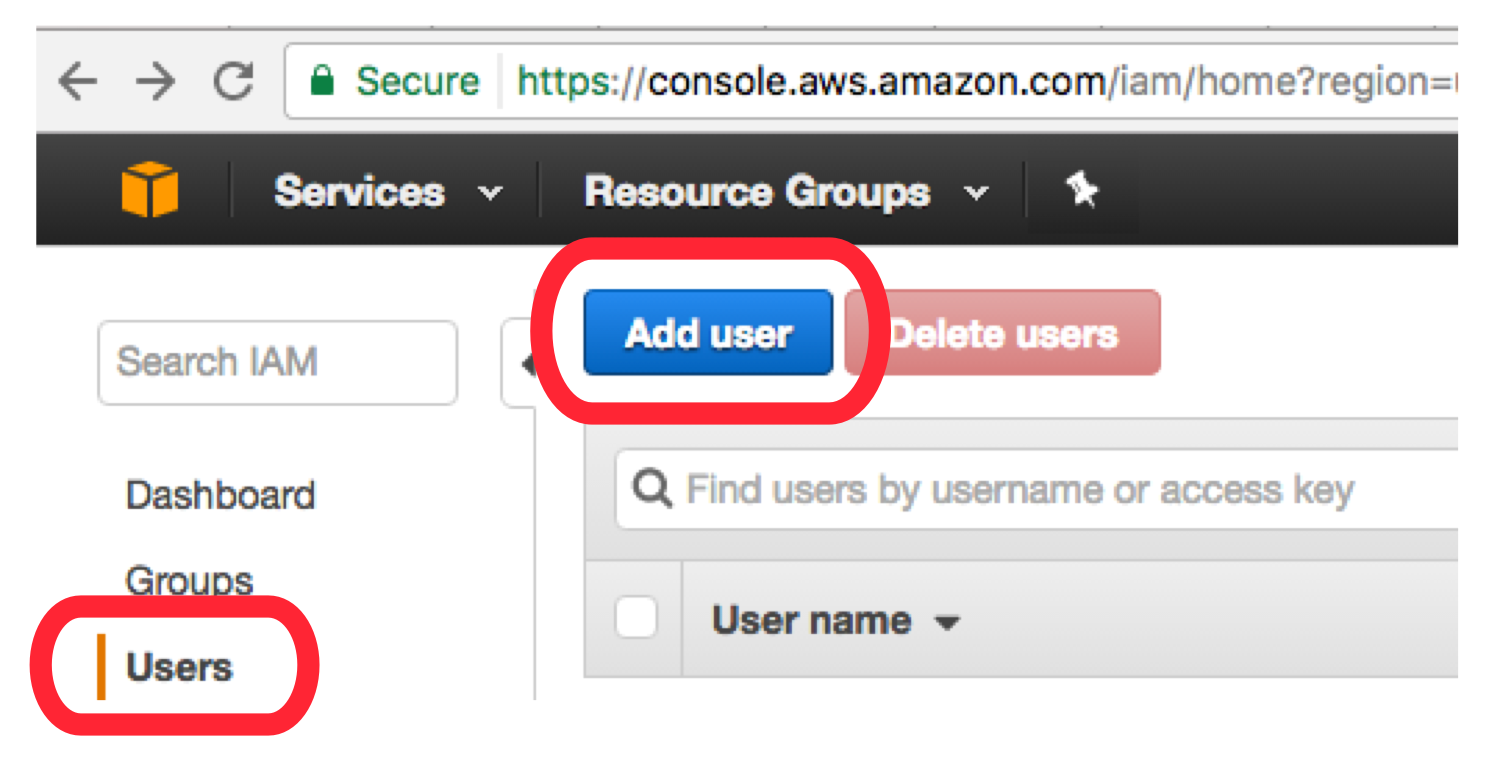 Secure https://console.aws.amazon.com/iam/home?region=
Services Resource Groups
Add user Delete users
Search IAM
Find users by username or access key
Dashboard
Groups
User name
Users